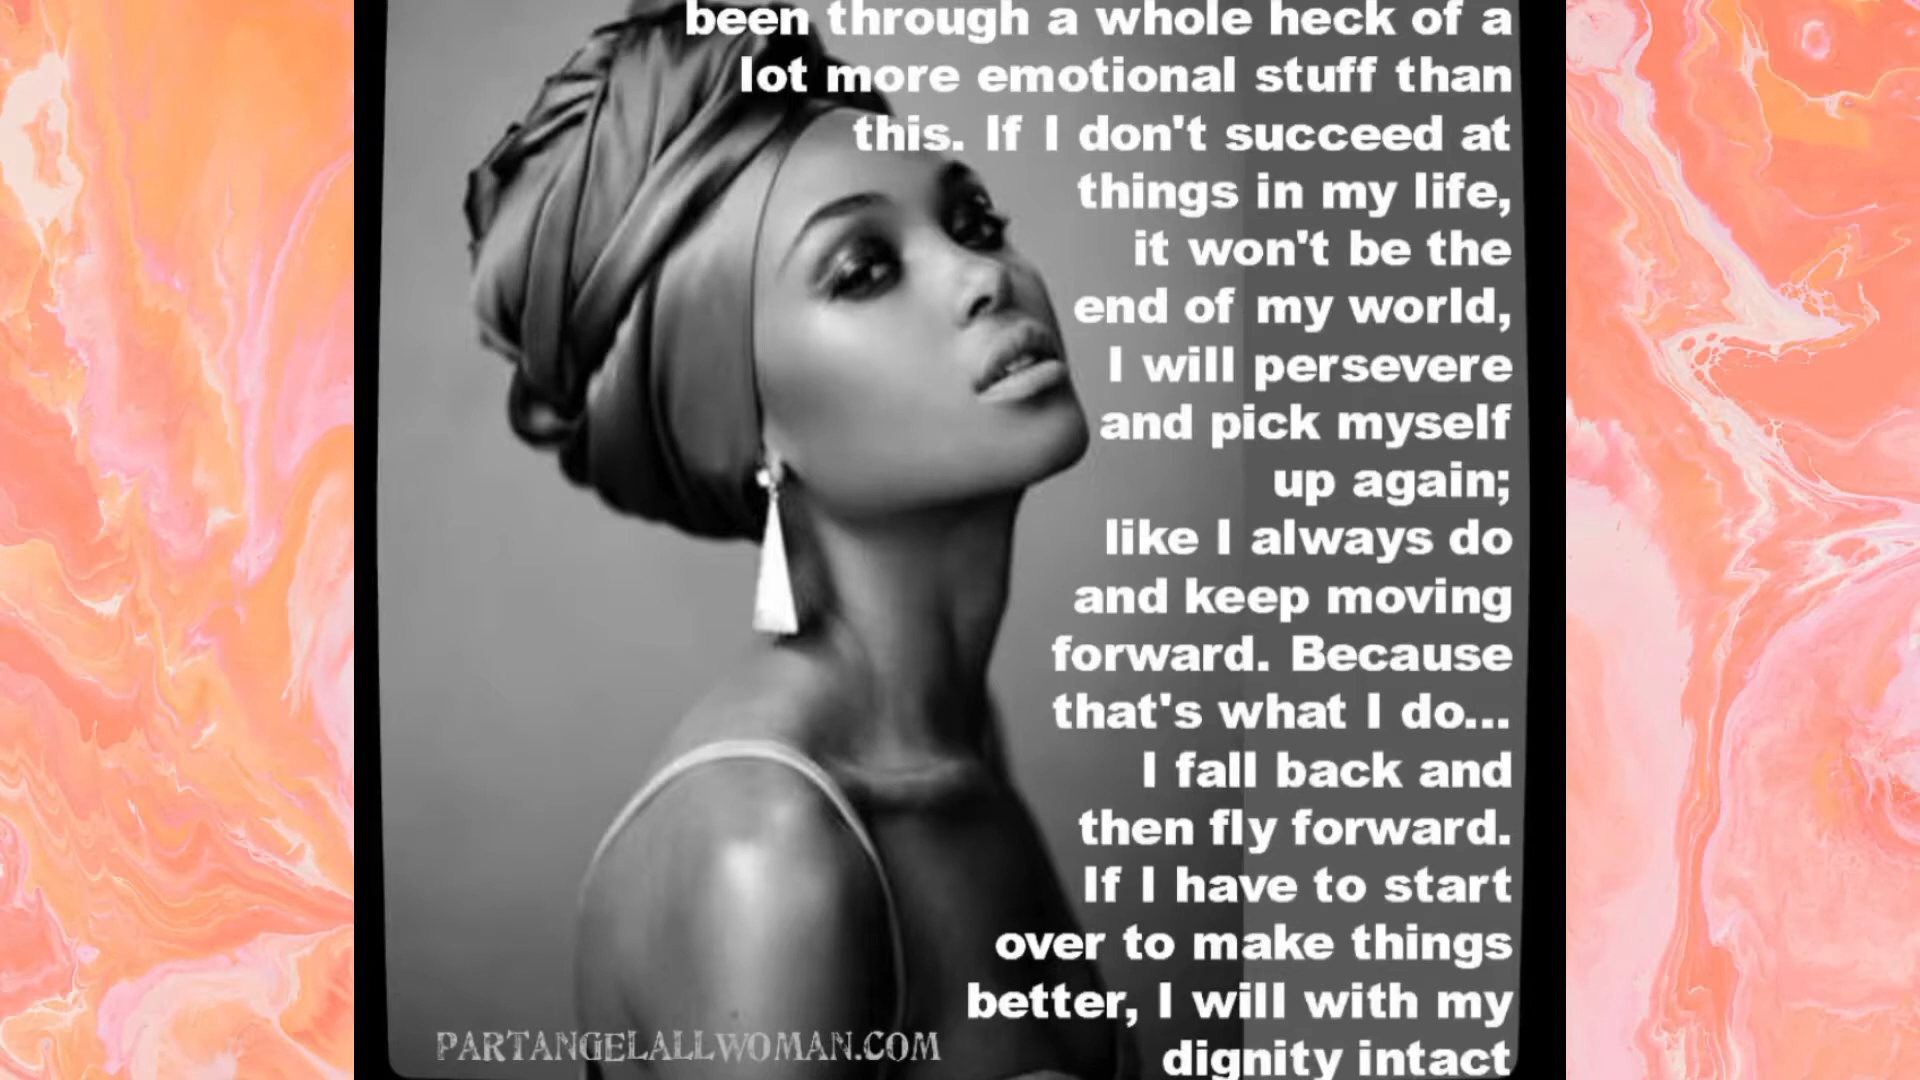 been through a whole heck of a
lot more emotional stuff than
this. If I don't succeed at
things in my life,
it won't be the
end of my world,
I will persevere
and pick myself
up again;
like I always do
and keep moving
forward. Because
that's what I do...
I fall back and
then fly forward.
If I have to start
over to make things
better, I will with my
dignity intact
PARTANGELALLWOMAN.COM